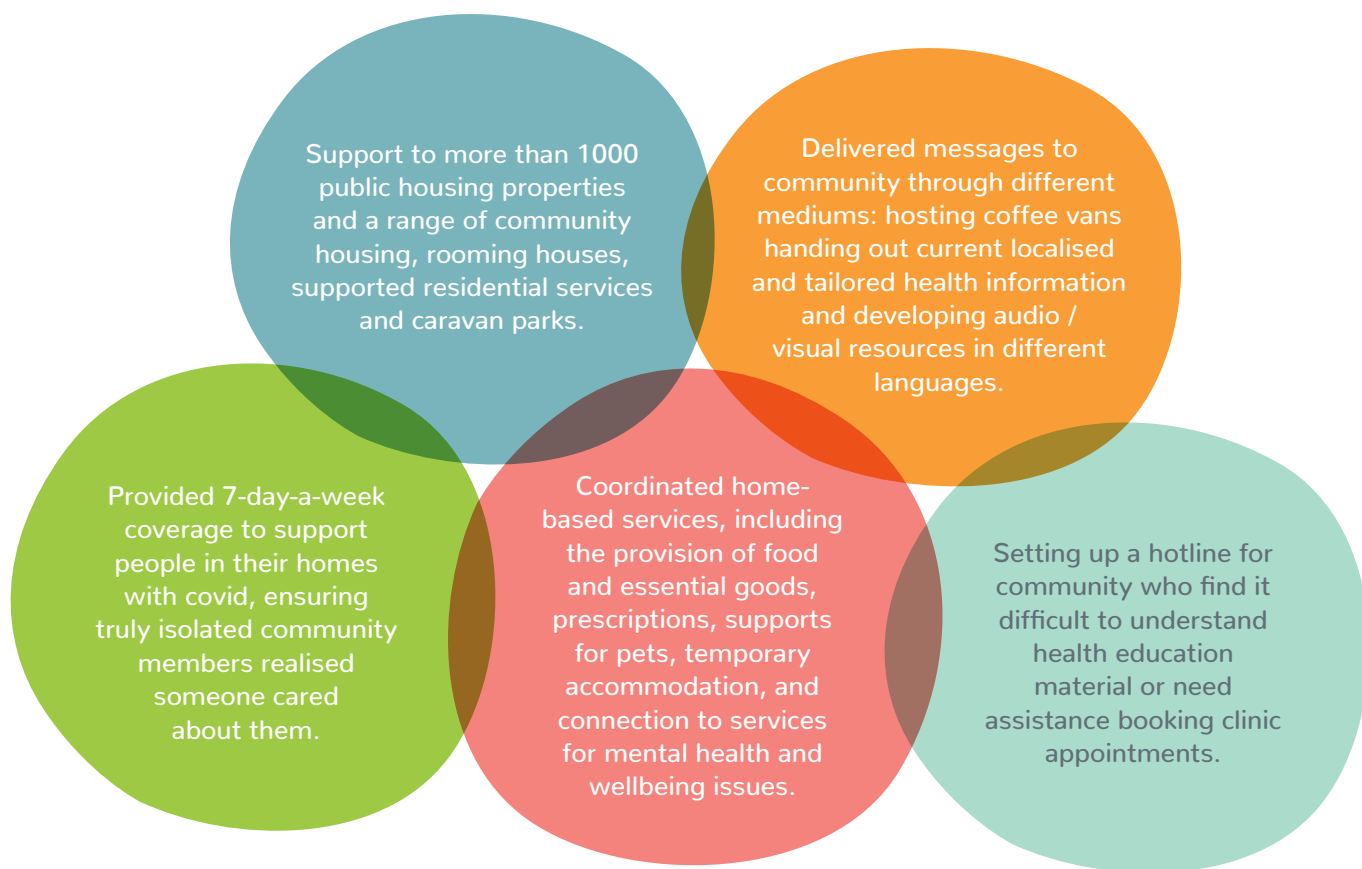 Support to more than 1000
public housing properties
and a range of community
housing, rooming houses,
supported residential services
and caravan parks.
Delivered messages to
community through different
mediums: hosting coffee vans
handing out current localised
and tailored health information
and developing audio /
visual resources in different
languages.
Provided 7-day-a-week
coverage to support
people in their homes
with covid, ensuring
truly isolated community
members realised
someone cared
about them.
Coordinated home-
based services, including
the provision of food
and essential goods,
prescriptions, supports
for pets, temporary
accommodation, and
connection to services
for mental health and
wellbeing issues.
Setting up a hotline for
community who find it
difficult to understand
health education
material or need
assistance booking clinic
appointments.